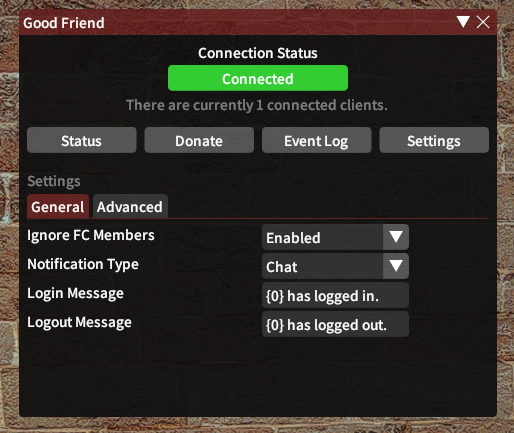 Good Friend
Connection Status
Connected
There are currently 1 connected clients.
Status Donate Event Log Settings
Settings
General Advanced
Ignore FC Members Enabled
Notification Type Chat
Login Message {0} has logged in.
Logout Message {0} has logged out.